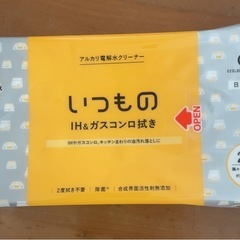 アルカリ電解水クリーナー
いつもの
IH&ガスコンロ拭き
OPEN
IHやガスコンロ、キッチンまわりの油汚れ落としに
2度拭き不要
除菌
合成界面活性剤無添加